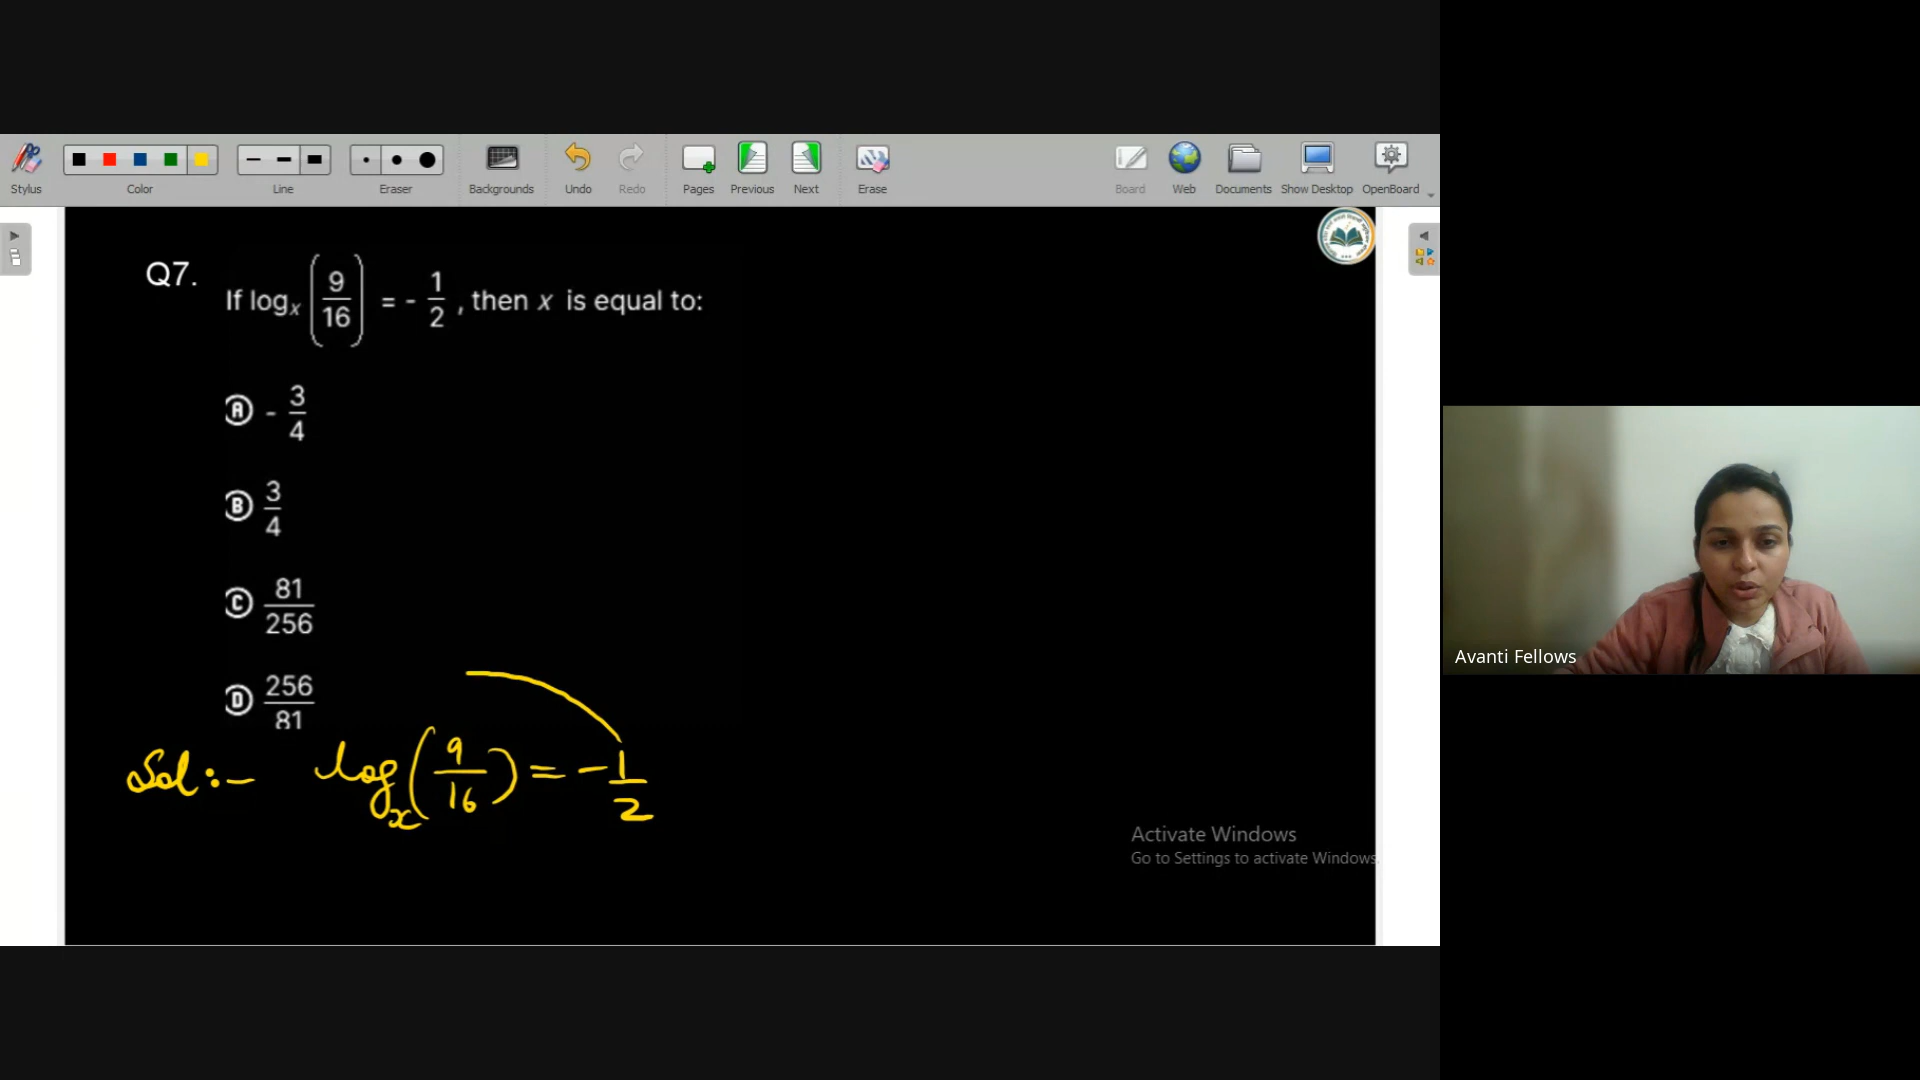 Stylus Color Line Eraser Backgrounds Undo Redo Pages Previous Next Erase Board Web Documents Show Desktop OpenBoard
Q7. If logₓ (9/16) = - 1/2 , then x is equal to:
A - 3/4
B 3/4
C 81/256
D 256/81
Sol:- logₓ (9/16) = - 1/2
Activate Windows
Go to Settings to activate Windows.
Avanti Fellows